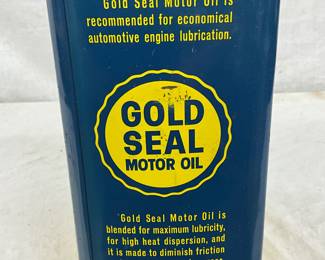 Gold Seal Motor Oil is
recommended for economical
automotive engine lubrication.
GOLD
SEAL
MOTOR OIL
Gold Seal Motor Oil is
blended for maximum lubricity,
for high heat dispersion, and
it is made to diminish friction